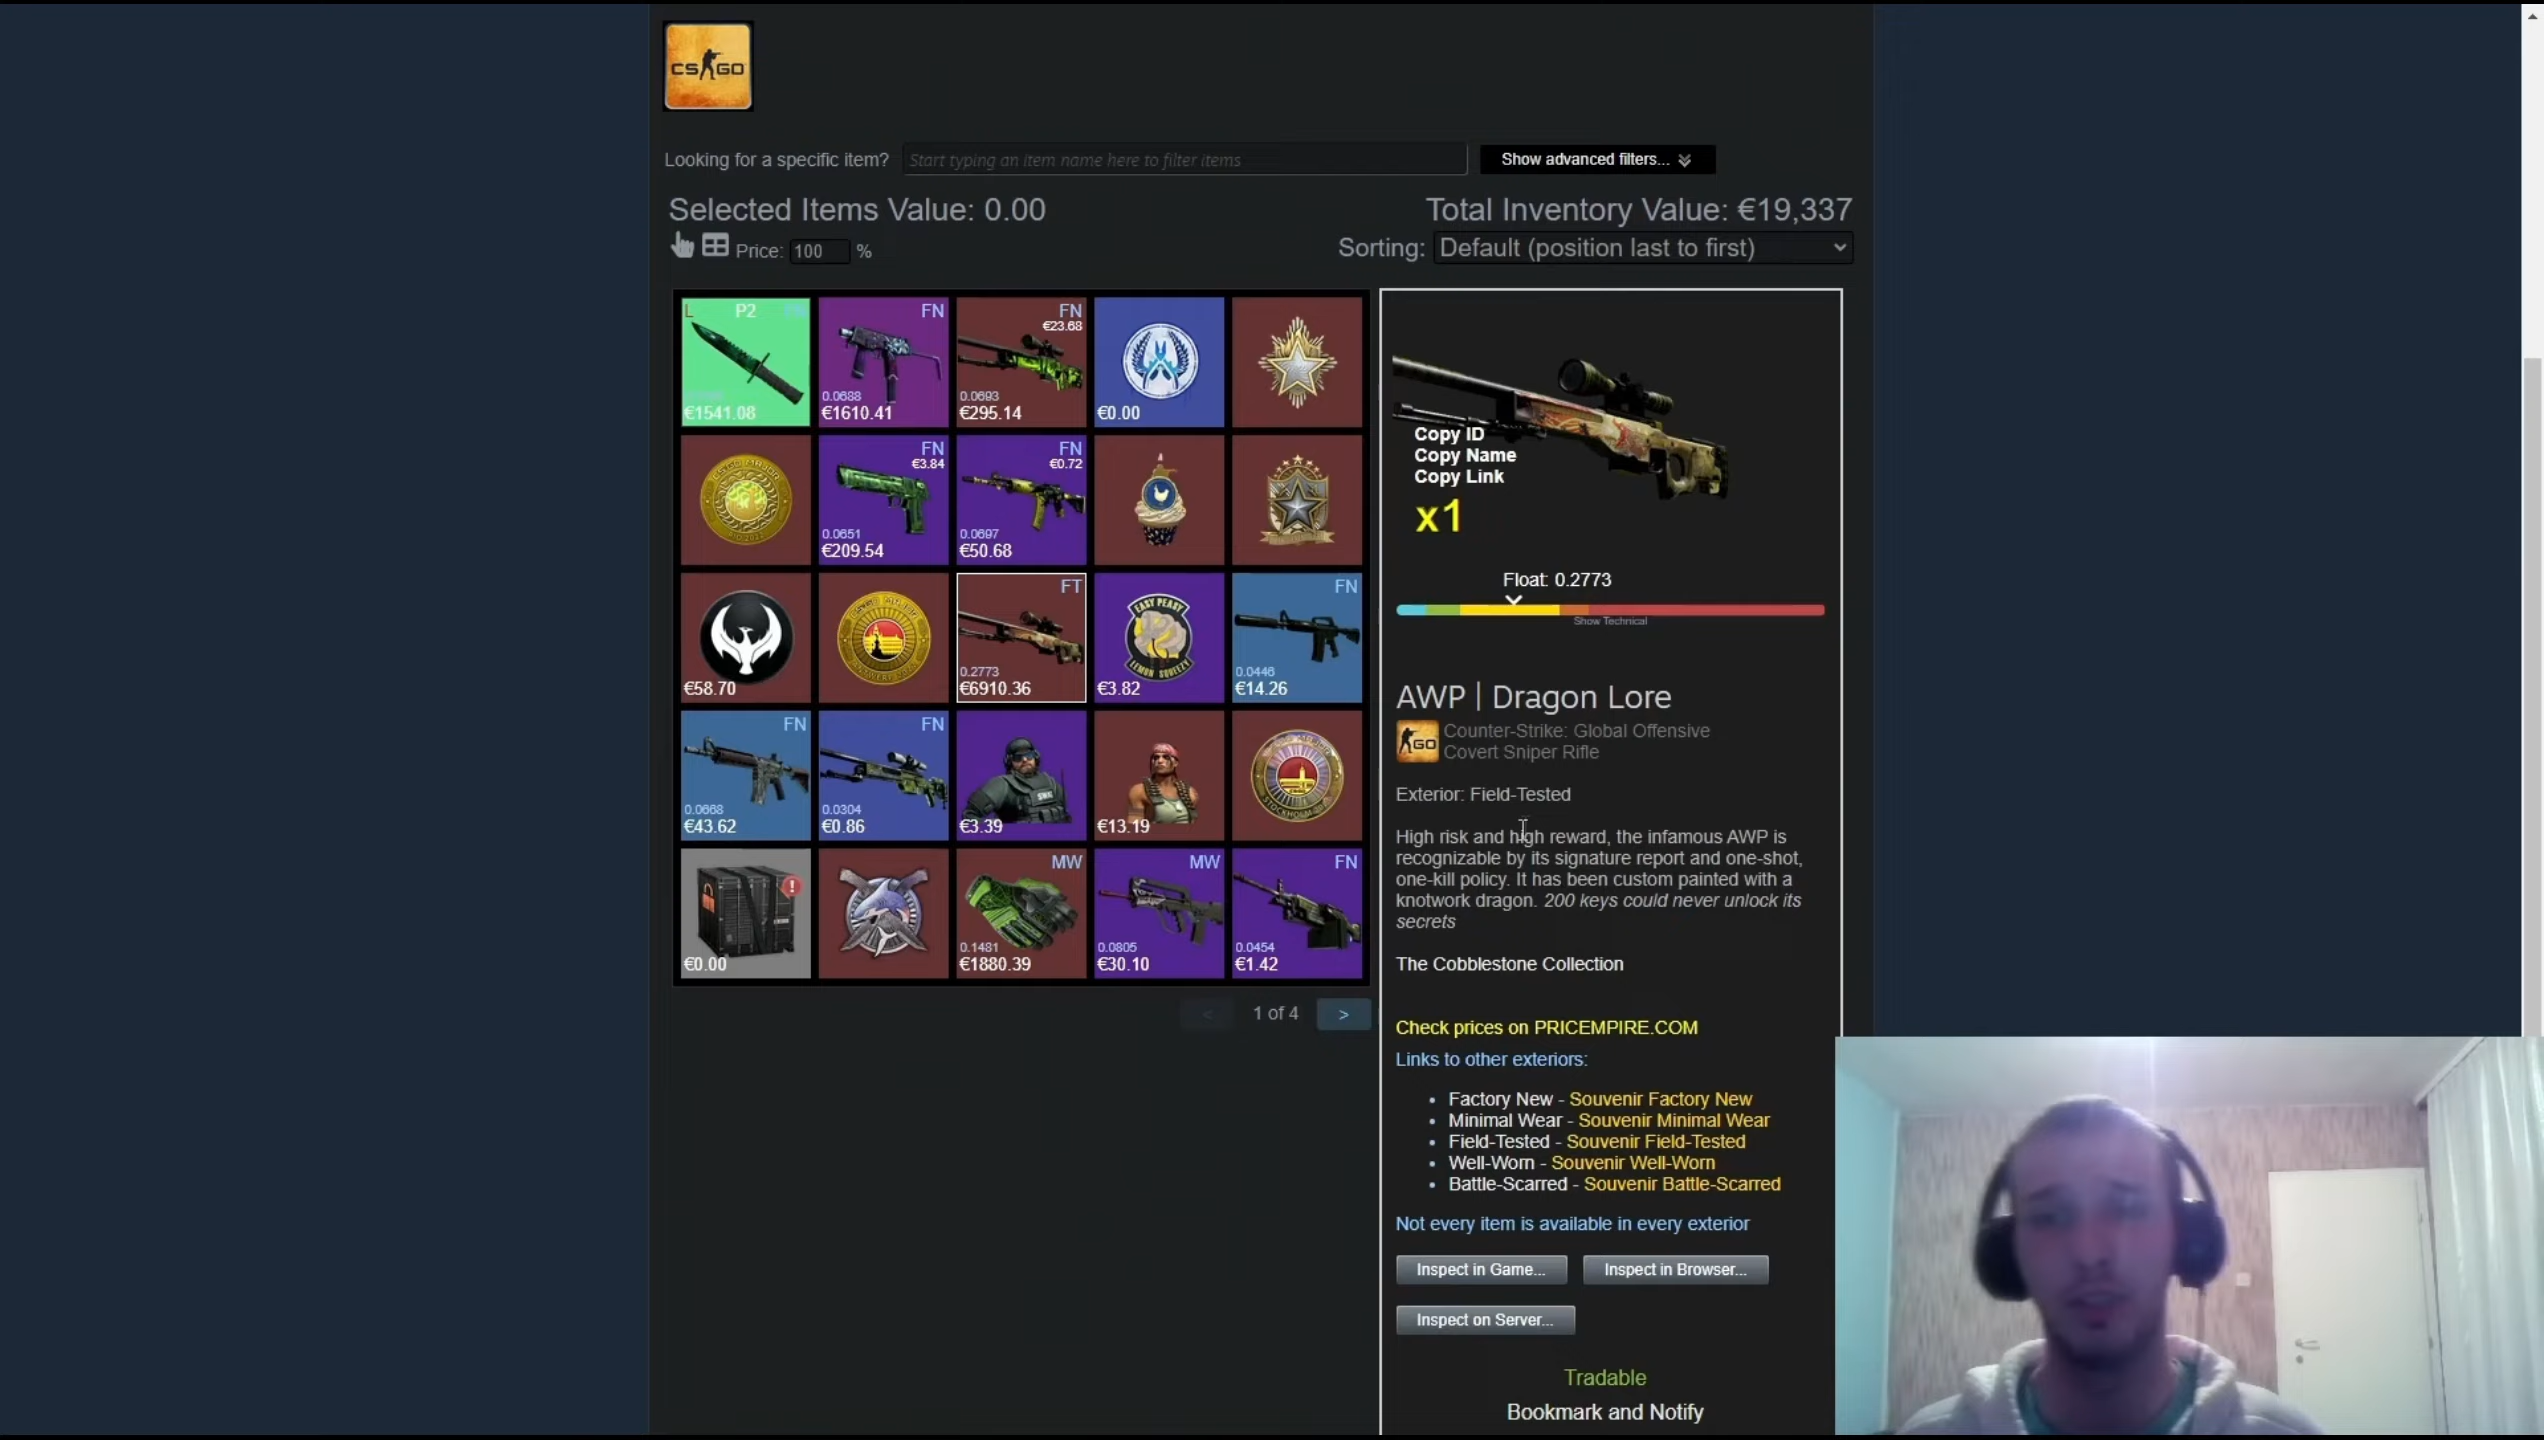 CS GO
Looking for a specific item?
Start typing an item name here to filter items
Show advanced filters...
Selected Items Value: 0.00
Total Inventory Value: €19,337
Price: 100 %
Sorting: Default (position last to first)
L P2
€1541.08
FN
0.0688
€1610.41
FN
€23.68
0.0693
€295.14
€0.00
FN
€3.84
0.0651
€209.54
FN
€0.72
0.0697
€50.68
€58.70
FT
0.2773
€6910.36
EASY PEASY
LEMON SQUEEZY
€3.82
FN
0.0446
€14.26
FN
0.0668
€43.62
FN
0.0304
€0.86
€3.39
€13.19
STOCKHOLM
€0.00
MW
0.1481
€1880.39
MW
0.0805
€30.10
FN
0.0454
€1.42
< 1 of 4 >
Copy ID
Copy Name
Copy Link
x1
Float: 0.2773
Show Technical
AWP | Dragon Lore
GO
Counter-Strike: Global Offensive
Covert Sniper Rifle
Exterior: Field-Tested
High risk and high reward, the infamous AWP is
recognizable by its signature report and one-shot,
one-kill policy. It has been custom painted with a
knotwork dragon. 200 keys could never unlock its
secrets
The Cobblestone Collection
Check prices on PRICEMPIRE.COM
Links to other exteriors:
• Factory New - Souvenir Factory New
• Minimal Wear - Souvenir Minimal Wear
• Field-Tested - Souvenir Field-Tested
• Well-Worn - Souvenir Well-Worn
• Battle-Scarred - Souvenir Battle-Scarred
Not every item is available in every exterior
Inspect in Game...
Inspect in Browser...
Inspect on Server...
Tradable
Bookmark and Notify